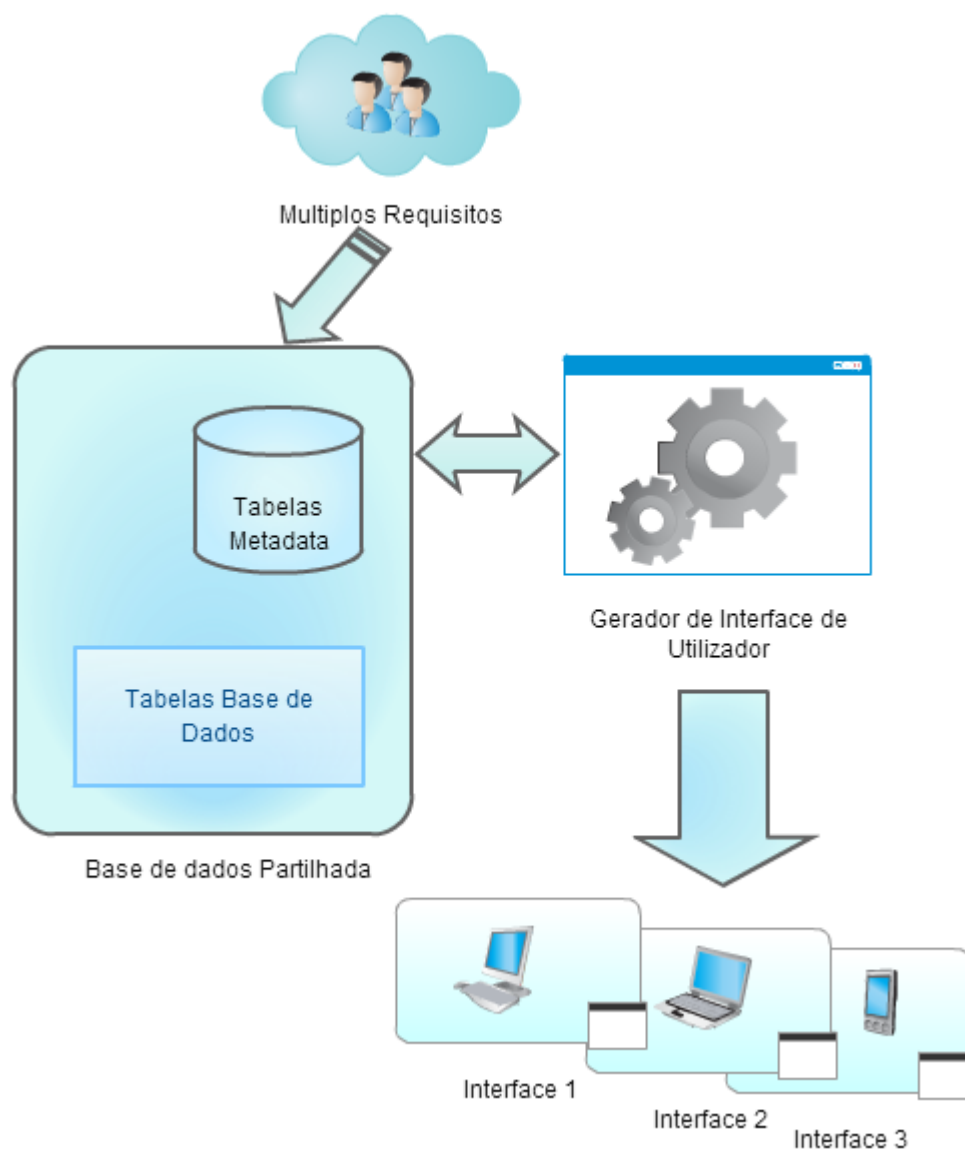 Multiplos Requisitos
Tabelas
Metadata
Tabelas Base de
Dados
Base de dados Partilhada
Gerador de Interface de
Utilizador
Interface 1
Interface 2
Interface 3